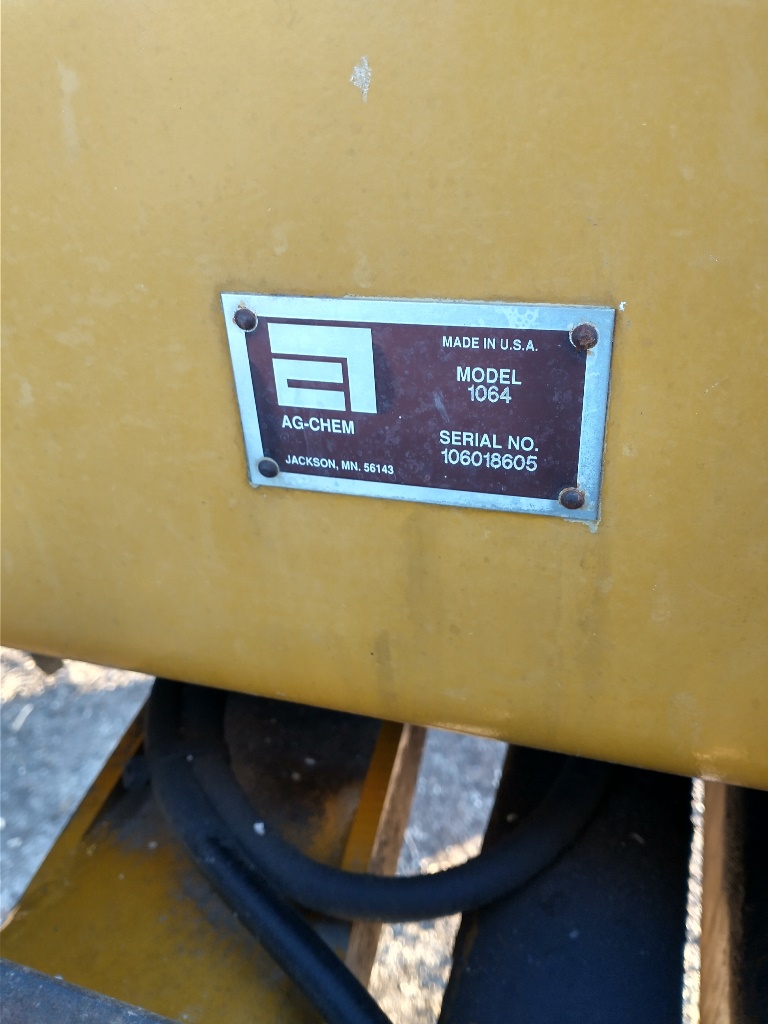 MADE IN U.S.A.
MODEL
1064
AG-CHEM
SERIAL NO.
106018605
JACKSON, MN. 56143